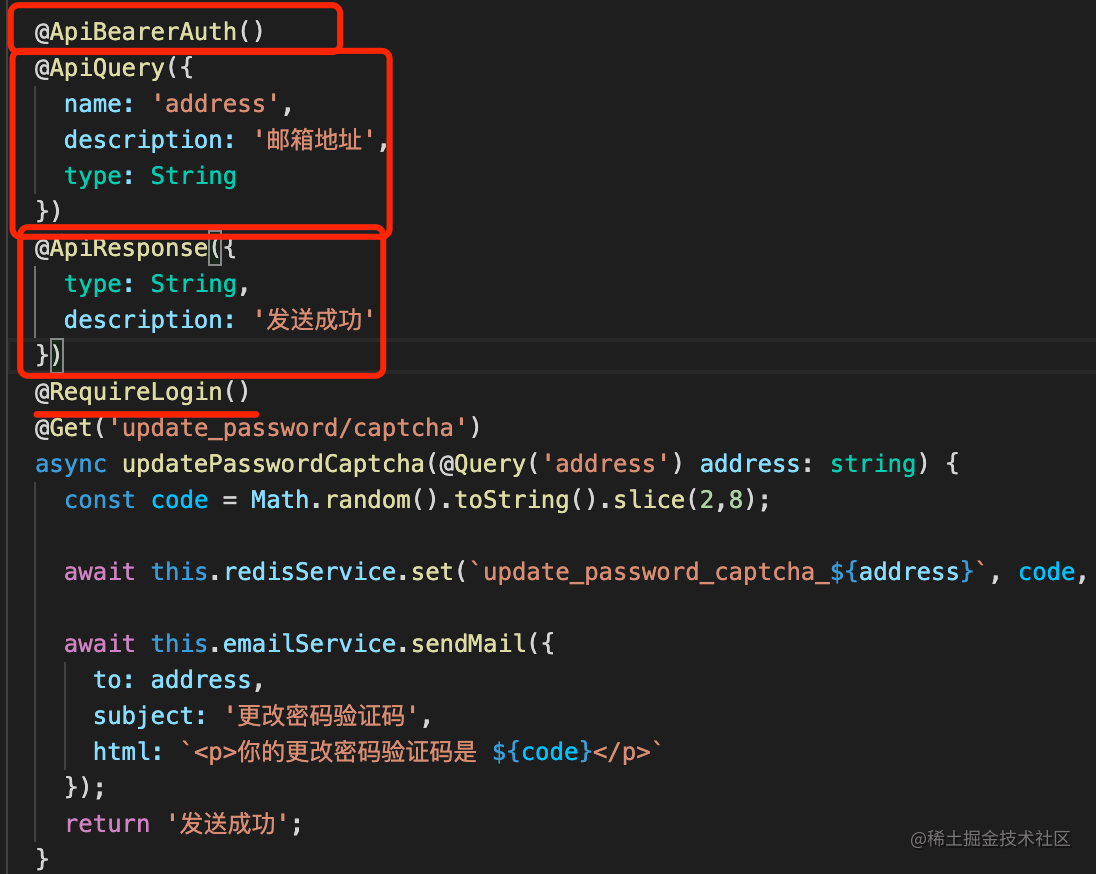 @ApiBearerAuth()
@ApiQuery({
  name: 'address',
  description: '邮箱地址',
  type: String
})
@ApiResponse({
  type: String,
  description: '发送成功'
})
@RequireLogin()
@Get('update_password/captcha')
async updatePasswordCaptcha(@Query('address') address: string) {
  const code = Math.random().toString().slice(2,8);
  await this.redisService.set(`update_password_captcha_${address}`, code,
  await this.emailService.sendMail({
    to: address,
    subject: '更改密码验证码',
    html: `<p>你的更改密码验证码是 ${code}</p>`
  });
  return '发送成功';
}
@稀土掘金技术社区